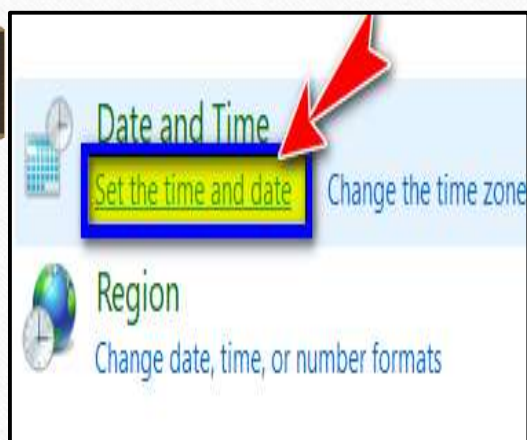 Date and Time
Set the time and date Change the time zone
Region
Change date, time, or number formats